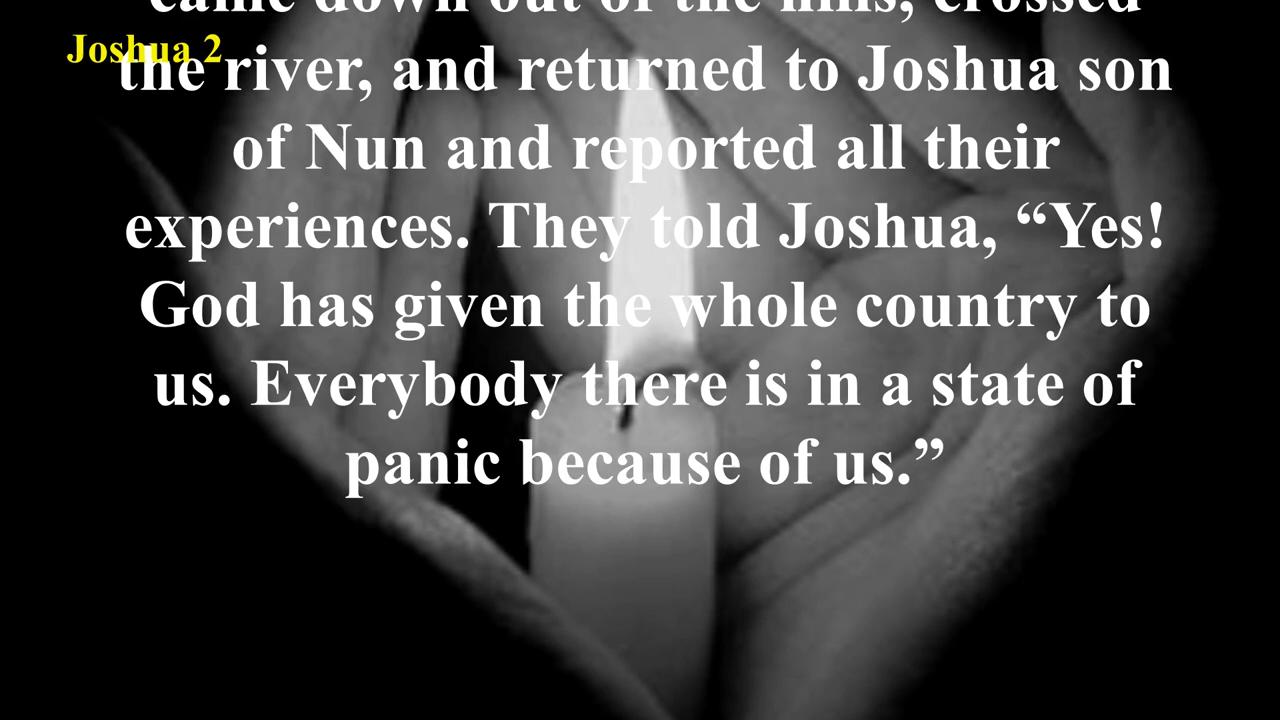 came down out of the hills, crossed
Joshua 2
the river, and returned to Joshua son
of Nun and reported all their
experiences. They told Joshua, “Yes!
God has given the whole country to
us. Everybody there is in a state of
panic because of us.”